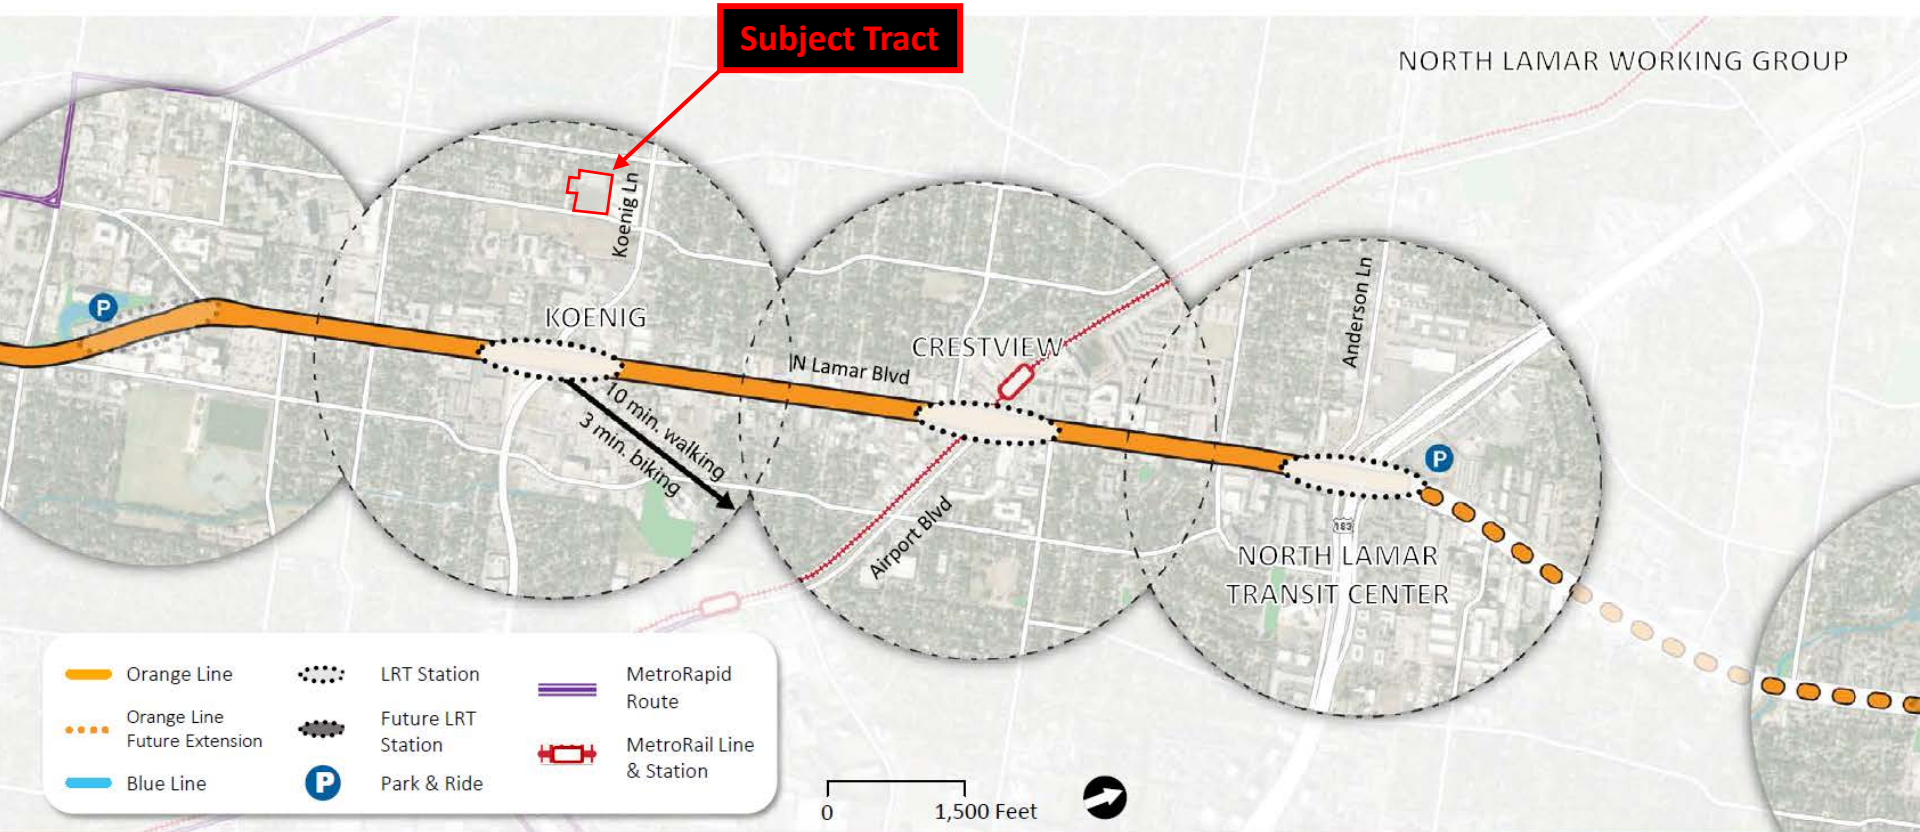 Subject Tract
NORTH LAMAR WORKING GROUP
Koenig Ln
P
KOENIG
Anderson Ln
CRESTVIEW
N Lamar Blvd
10 min. walking
3 min. biking
P
Airport Blvd
183
NORTH LAMAR
TRANSIT CENTER
Orange Line
LRT Station
MetroRapid
Route
Orange Line
Future Extension
Future LRT
Station
MetroRail Line
& Station
Blue Line
P
Park & Ride
0
1,500 Feet